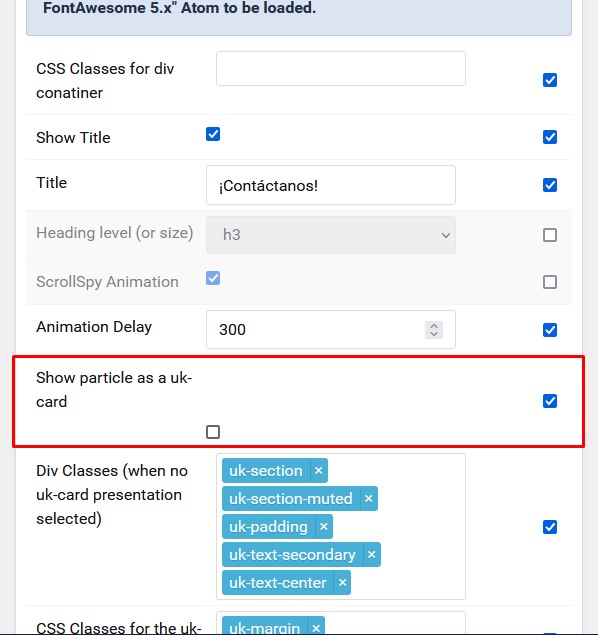 FontAwesome 5.x" Atom to be loaded.
CSS Classes for div
conatiner
Show Title
Title
¡Contáctanos!
Heading level (or size)
h3
ScrollSpy Animation
Animation Delay
300
Show particle as a uk-
card
Div Classes (when no
uk-card presentation
selected)
uk-section ×
uk-section-muted ×
uk-padding ×
uk-text-secondary ×
uk-text-center ×
CSS Classes for the uk-
uk-margin ×